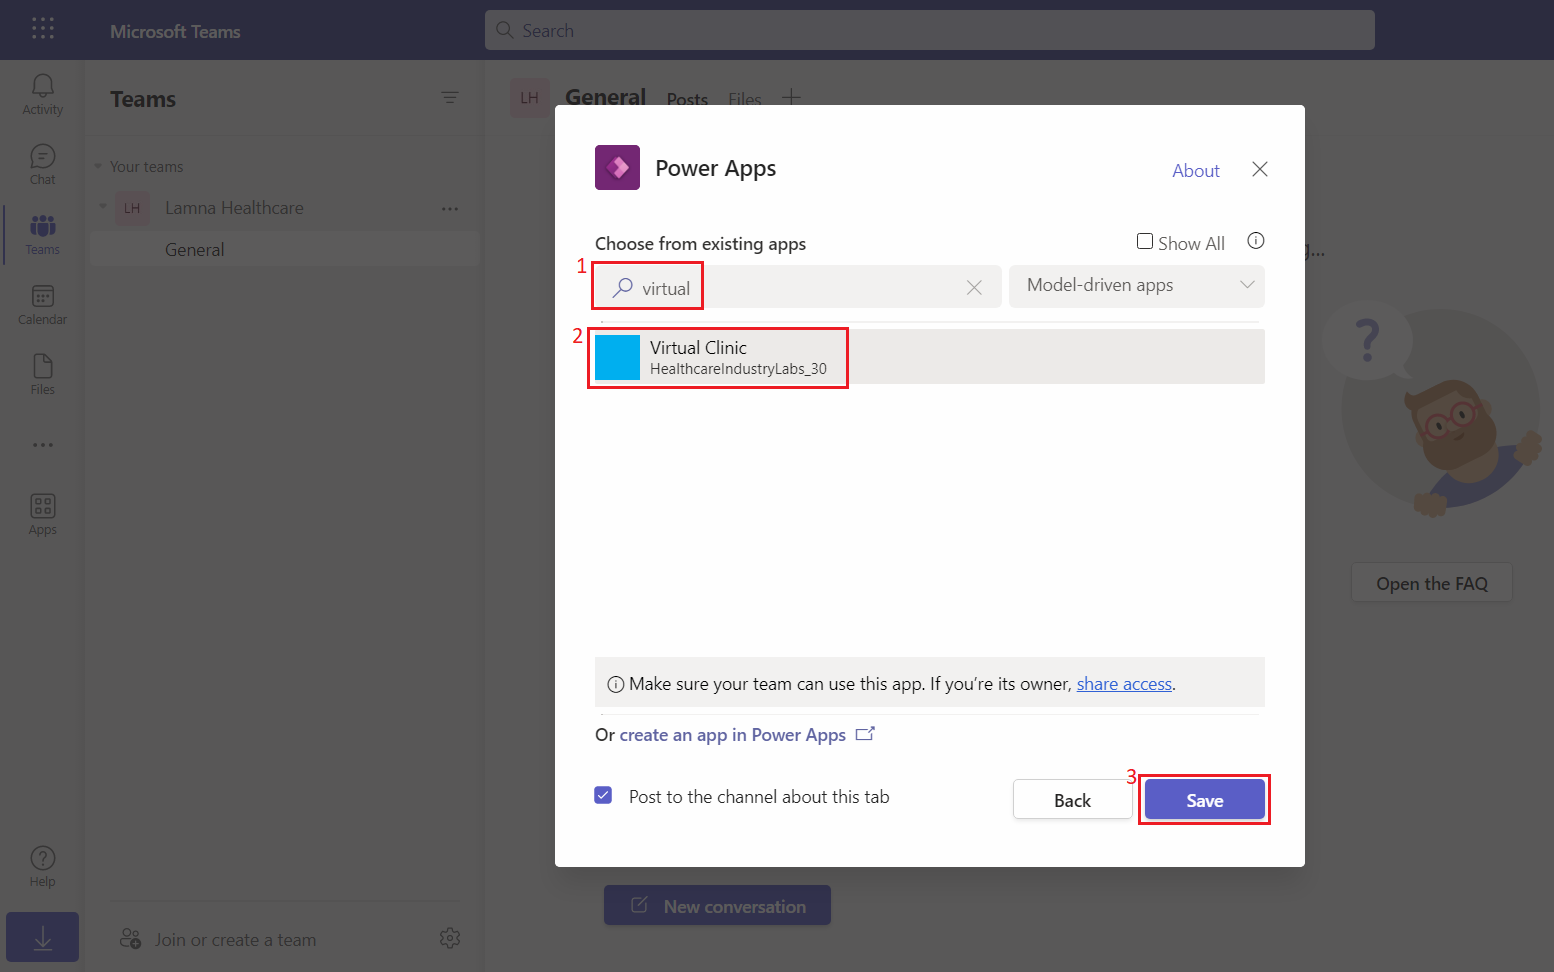 Microsoft Teams
Search
Activity
Chat
Teams
Calendar
Files
Apps
Help
Teams
Your teams
LH Lamna Healthcare
General
Join or create a team
LH General Posts Files
Power Apps
About
Choose from existing apps
Show All
1
virtual
Model-driven apps
2
Virtual Clinic
HealthcareIndustryLabs_30
Make sure your team can use this app. If you’re its owner, share access.
Or create an app in Power Apps
Post to the channel about this tab
Back
3
Save
g...
?
Open the FAQ
New conversation